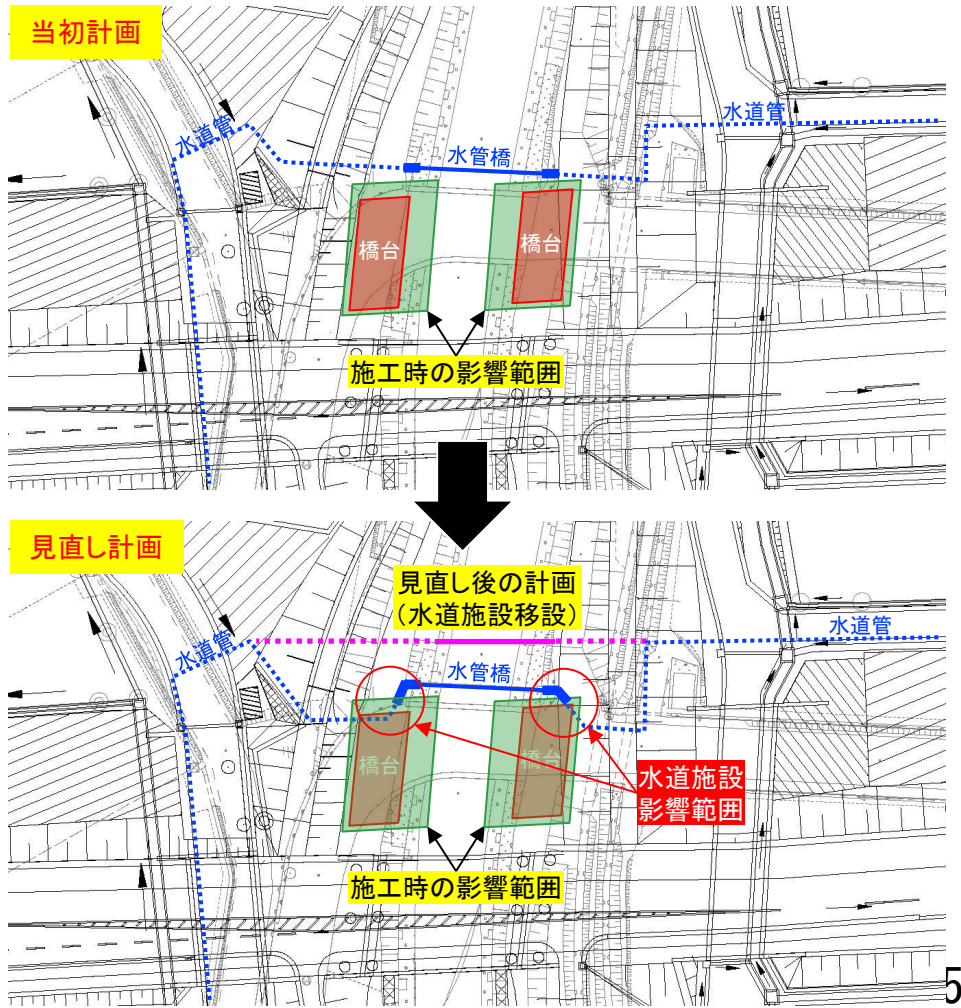 当初計画
水道管
水道管
水管橋
橋台
橋台
施工時の影響範囲
見直し計画
見直し後の計画
（水道施設移設）
水道管
水道管
水管橋
橋台
橋台
水道施設
影響範囲
施工時の影響範囲
5